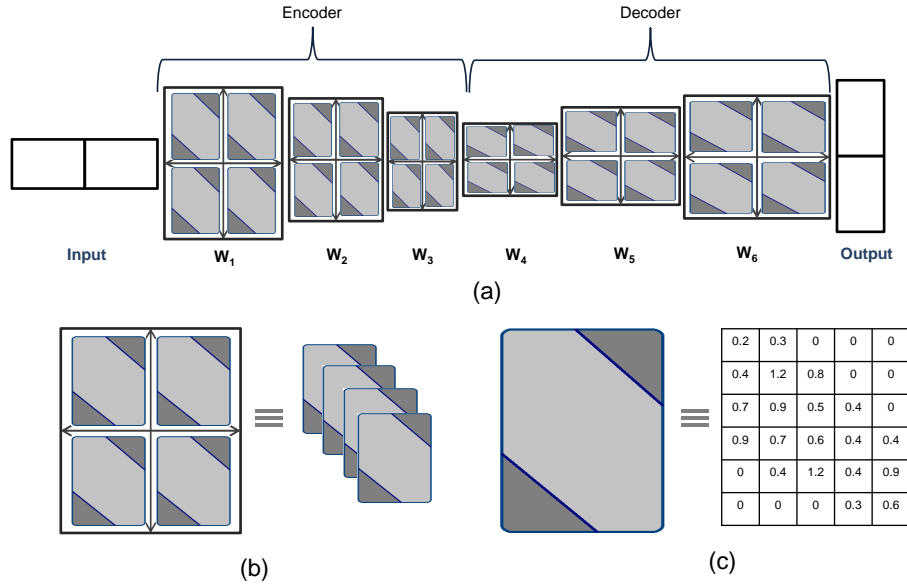 Encoder Decoder
Input W1 W2 W3 W4 W5 W6 Output
(a)
0.2 0.3 0 0 0
0.4 1.2 0.8 0 0
0.7 0.9 0.5 0.4 0
0.9 0.7 0.6 0.4 0.4
0 0.4 1.2 0.4 0.9
0 0 0 0.3 0.6
(b) (c)